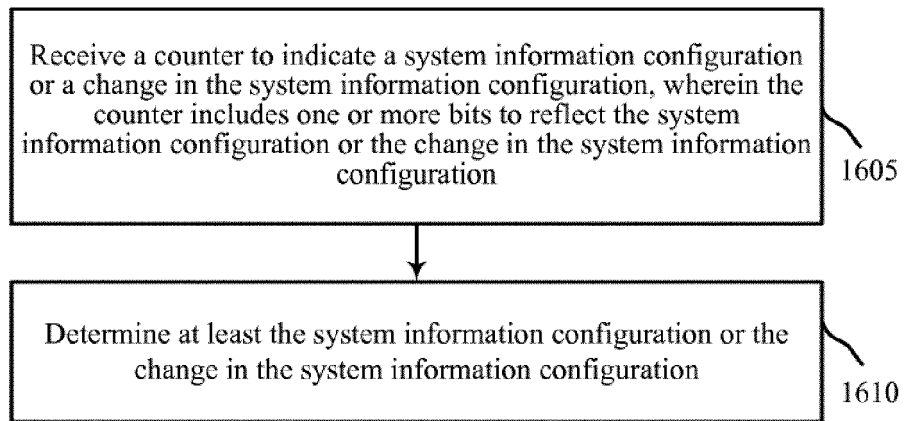 Receive a counter to indicate a system information configuration
or a change in the system information configuration, wherein the
counter includes one or more bits to reflect the system
information configuration or the change in the system information
configuration
1605
Determine at least the system information configuration or the
change in the system information configuration
1610